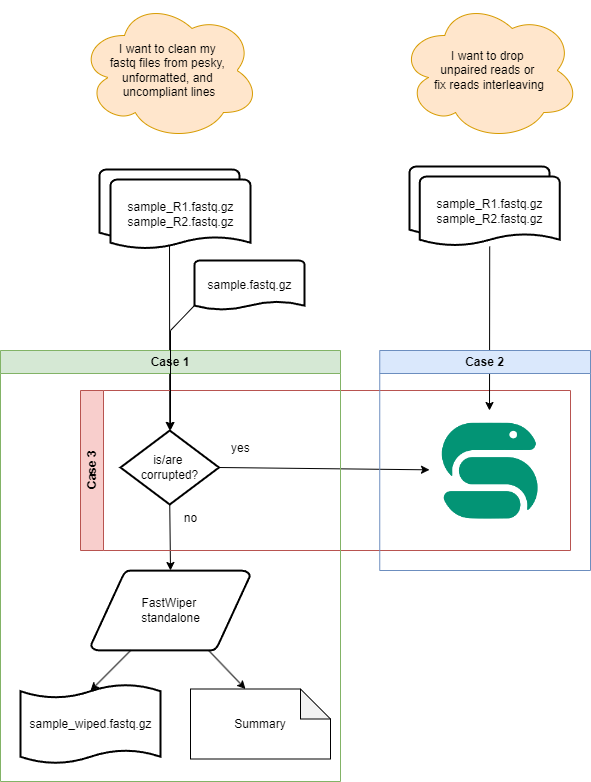 I want to clean my
fastq files from pesky,
unformatted, and
uncompliant lines
I want to drop
unpaired reads or
fix reads interleaving
sample_R1.fastq.gz
sample_R2.fastq.gz
sample_R1.fastq.gz
sample_R2.fastq.gz
sample.fastq.gz
Case 1
Case 2
Case 3
is/are
corrupted?
yes
no
FastWiper
standalone
sample_wiped.fastq.gz
Summary